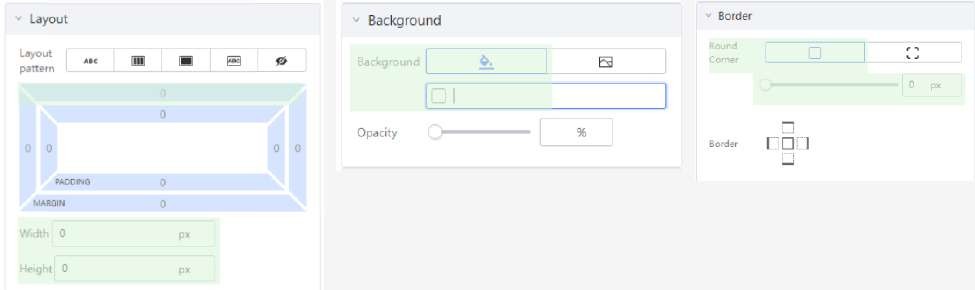 Layout
Layout pattern
ABC
ABC
0
0
0 0 0 0
PADDING 0
MARGIN 0
Width 0 px
Height 0 px
Background
Background
Opacity %
Border
Round Corner
0 px
Border